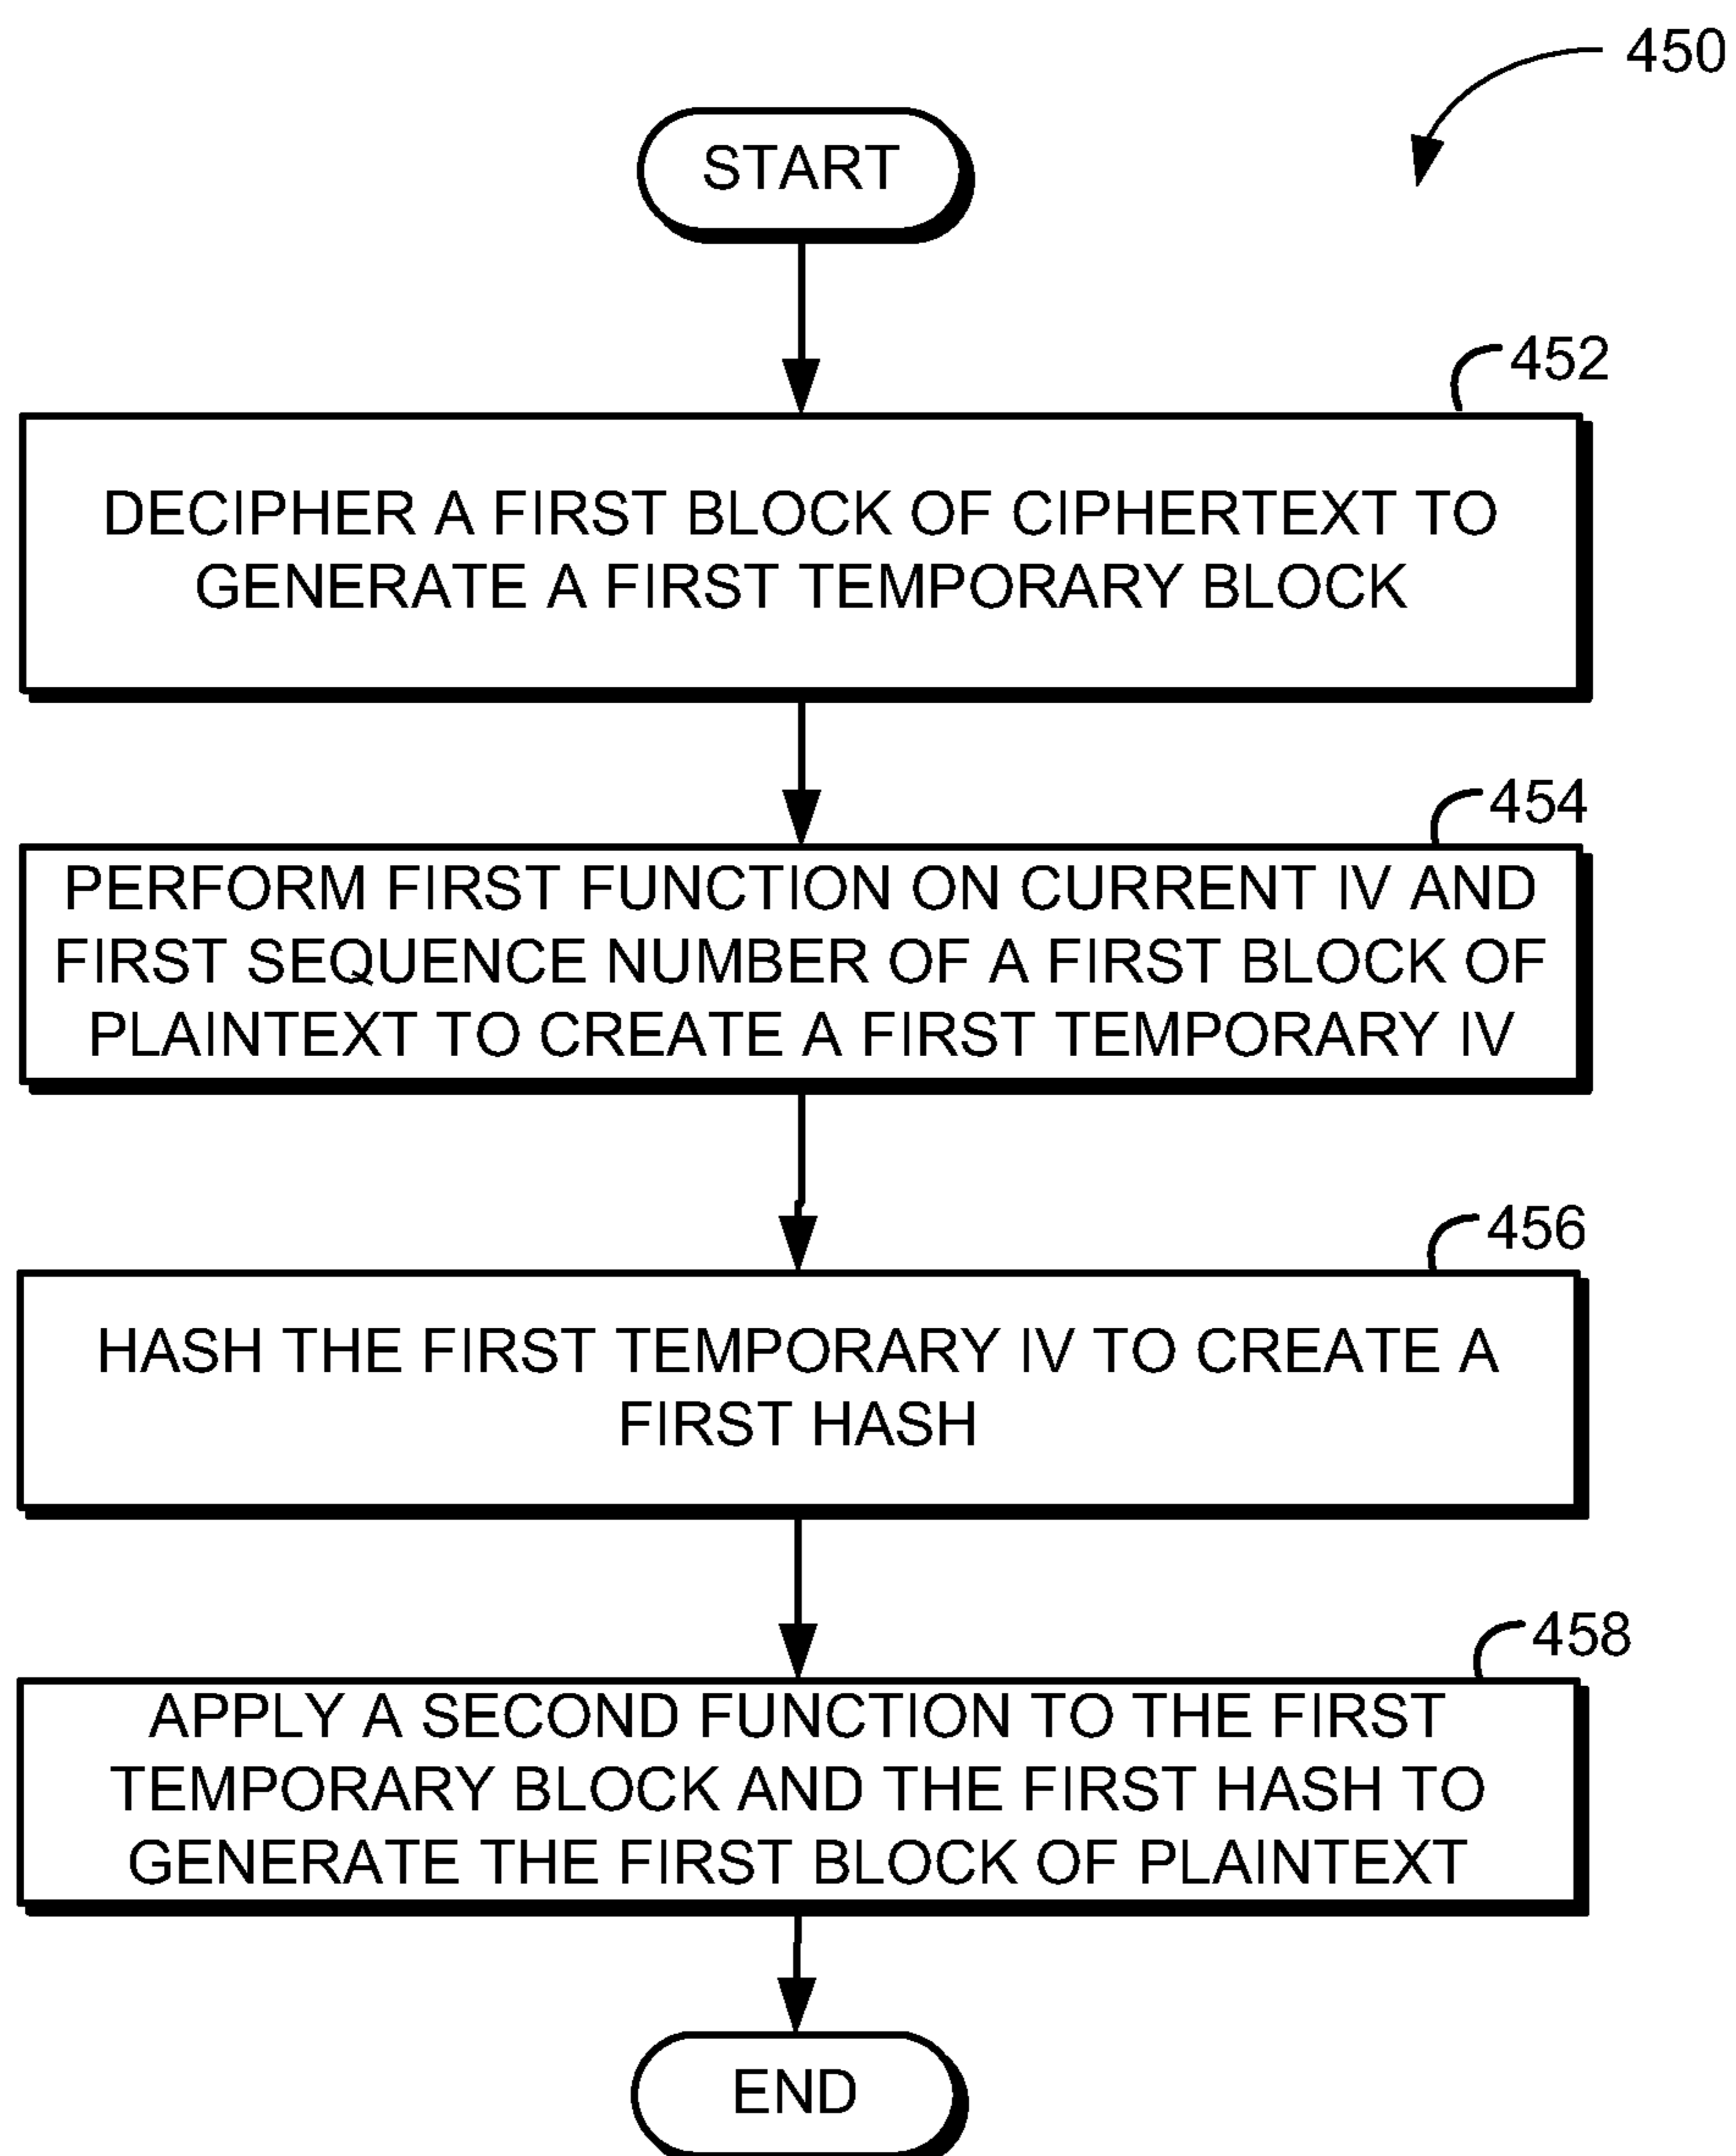 450
START
452
DECIPHER A FIRST BLOCK OF CIPHERTEXT TO
GENERATE A FIRST TEMPORARY BLOCK
454
PERFORM FIRST FUNCTION ON CURRENT IV AND
FIRST SEQUENCE NUMBER OF A FIRST BLOCK OF
PLAINTEXT TO CREATE A FIRST TEMPORARY IV
456
HASH THE FIRST TEMPORARY IV TO CREATE A
FIRST HASH
458
APPLY A SECOND FUNCTION TO THE FIRST
TEMPORARY BLOCK AND THE FIRST HASH TO
GENERATE THE FIRST BLOCK OF PLAINTEXT
END